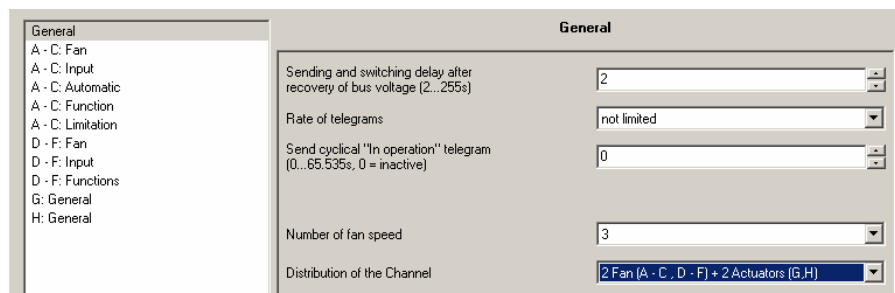 General
A - C: Fan
A - C: Input
A - C: Automatic
A - C: Function
A - C: Limitation
D - F: Fan
D - F: Input
D - F: Functions
G: General
H: General
General
Sending and switching delay after
recovery of bus voltage (2...255s)
2
Rate of telegrams
not limited
Send cyclical "In operation" telegram
(0...65.535s, 0 = inactive)
0
Number of fan speed
3
Distribution of the Channel
2 Fan (A - C , D - F) + 2 Actuators (G,H)